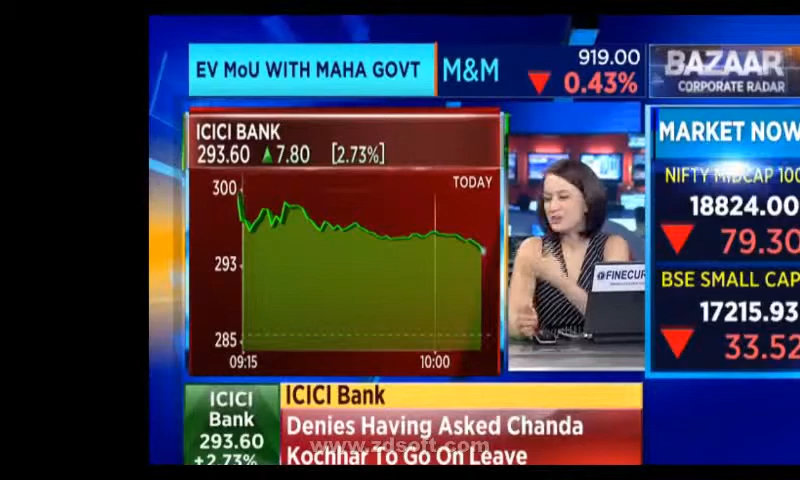 EV MoU WITH MAHA GOVT
M&M
919.00
▼ 0.43%
BAZAAR
CORPORATE RADAR
ICICI BANK
293.60 ▲7.80 [2.73%]
TODAY
300
293
285
09:15
10:00
FINECUR
MARKET NOW
NIFTY MIDCAP 100
18824.00
▼ 79.30
BSE SMALL CAP
17215.93
▼ 33.52
ICICI
Bank
293.60
+2.73%
ICICI Bank
Denies Having Asked Chanda
Kochhar To Go On Leave
www.zdsoft.com